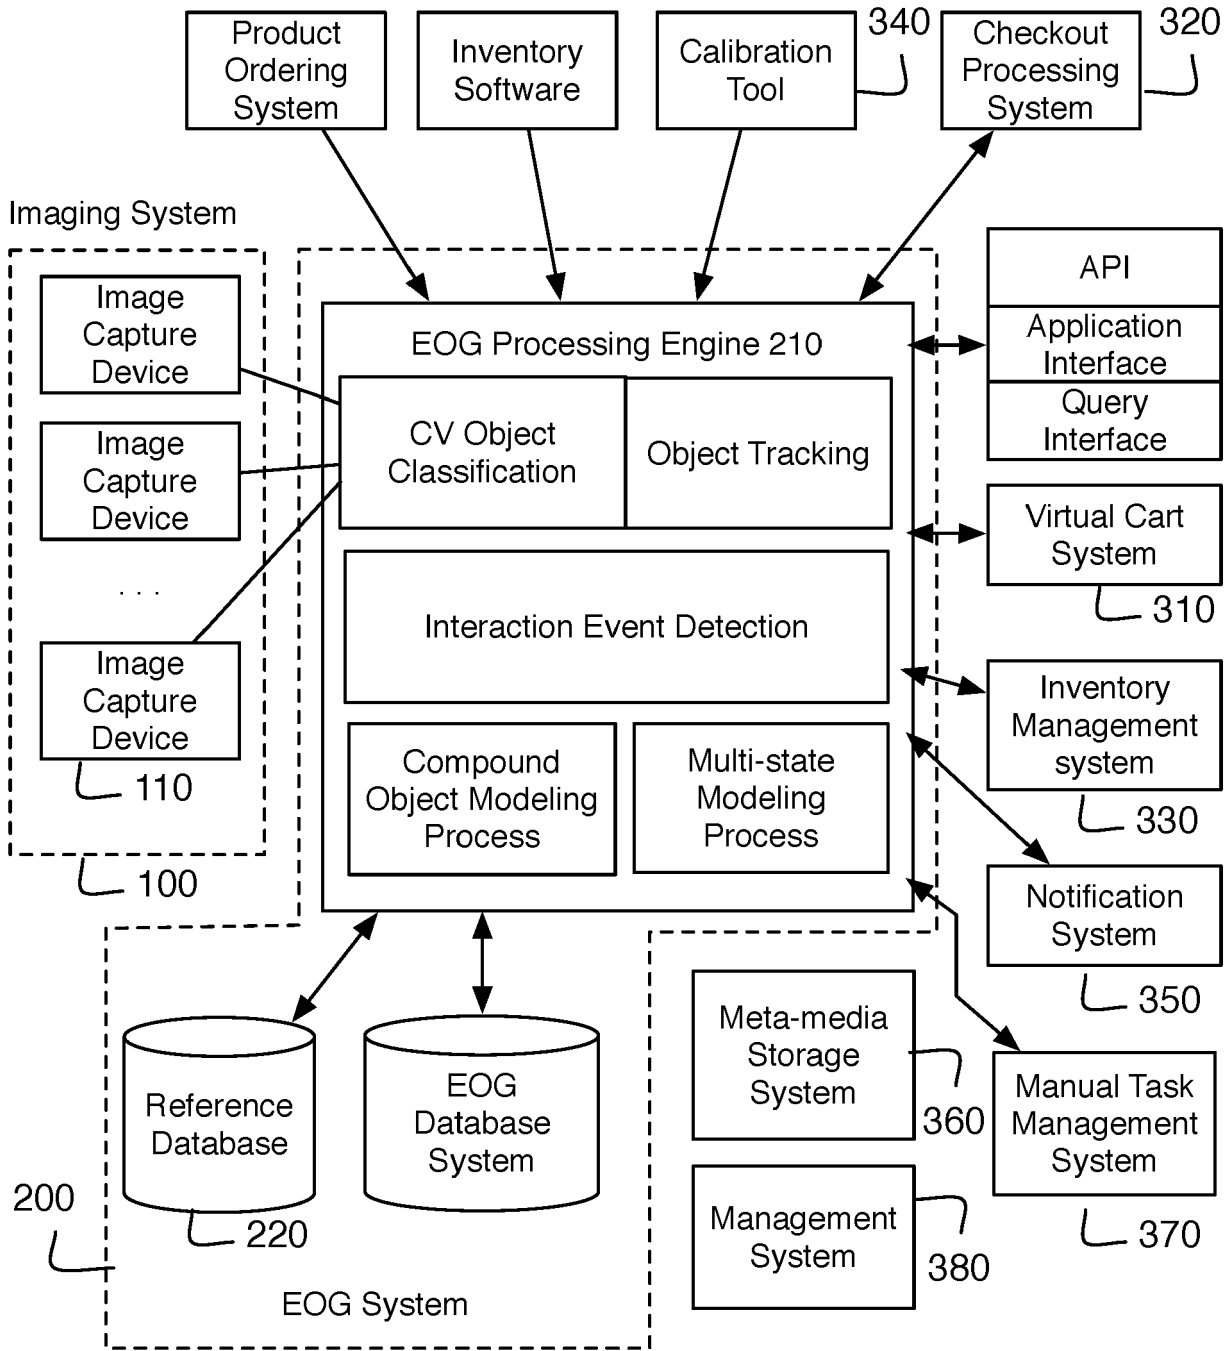 Product
Ordering
System
Inventory
Software
Calibration
Tool
340
Checkout
Processing
System
320
Imaging System
Image
Capture
Device
Image
Capture
Device
. . .
Image
Capture
Device
110
100
EOG Processing Engine 210
CV Object
Classification
Object Tracking
Interaction Event Detection
Compound
Object Modeling
Process
Multi-state
Modeling
Process
API
Application
Interface
Query
Interface
Virtual Cart
System
310
Inventory
Management
system
330
Notification
System
350
Manual Task
Management
System
370
Meta-media
Storage
System
360
Management
System
380
Reference
Database
220
EOG
Database
System
200
EOG System